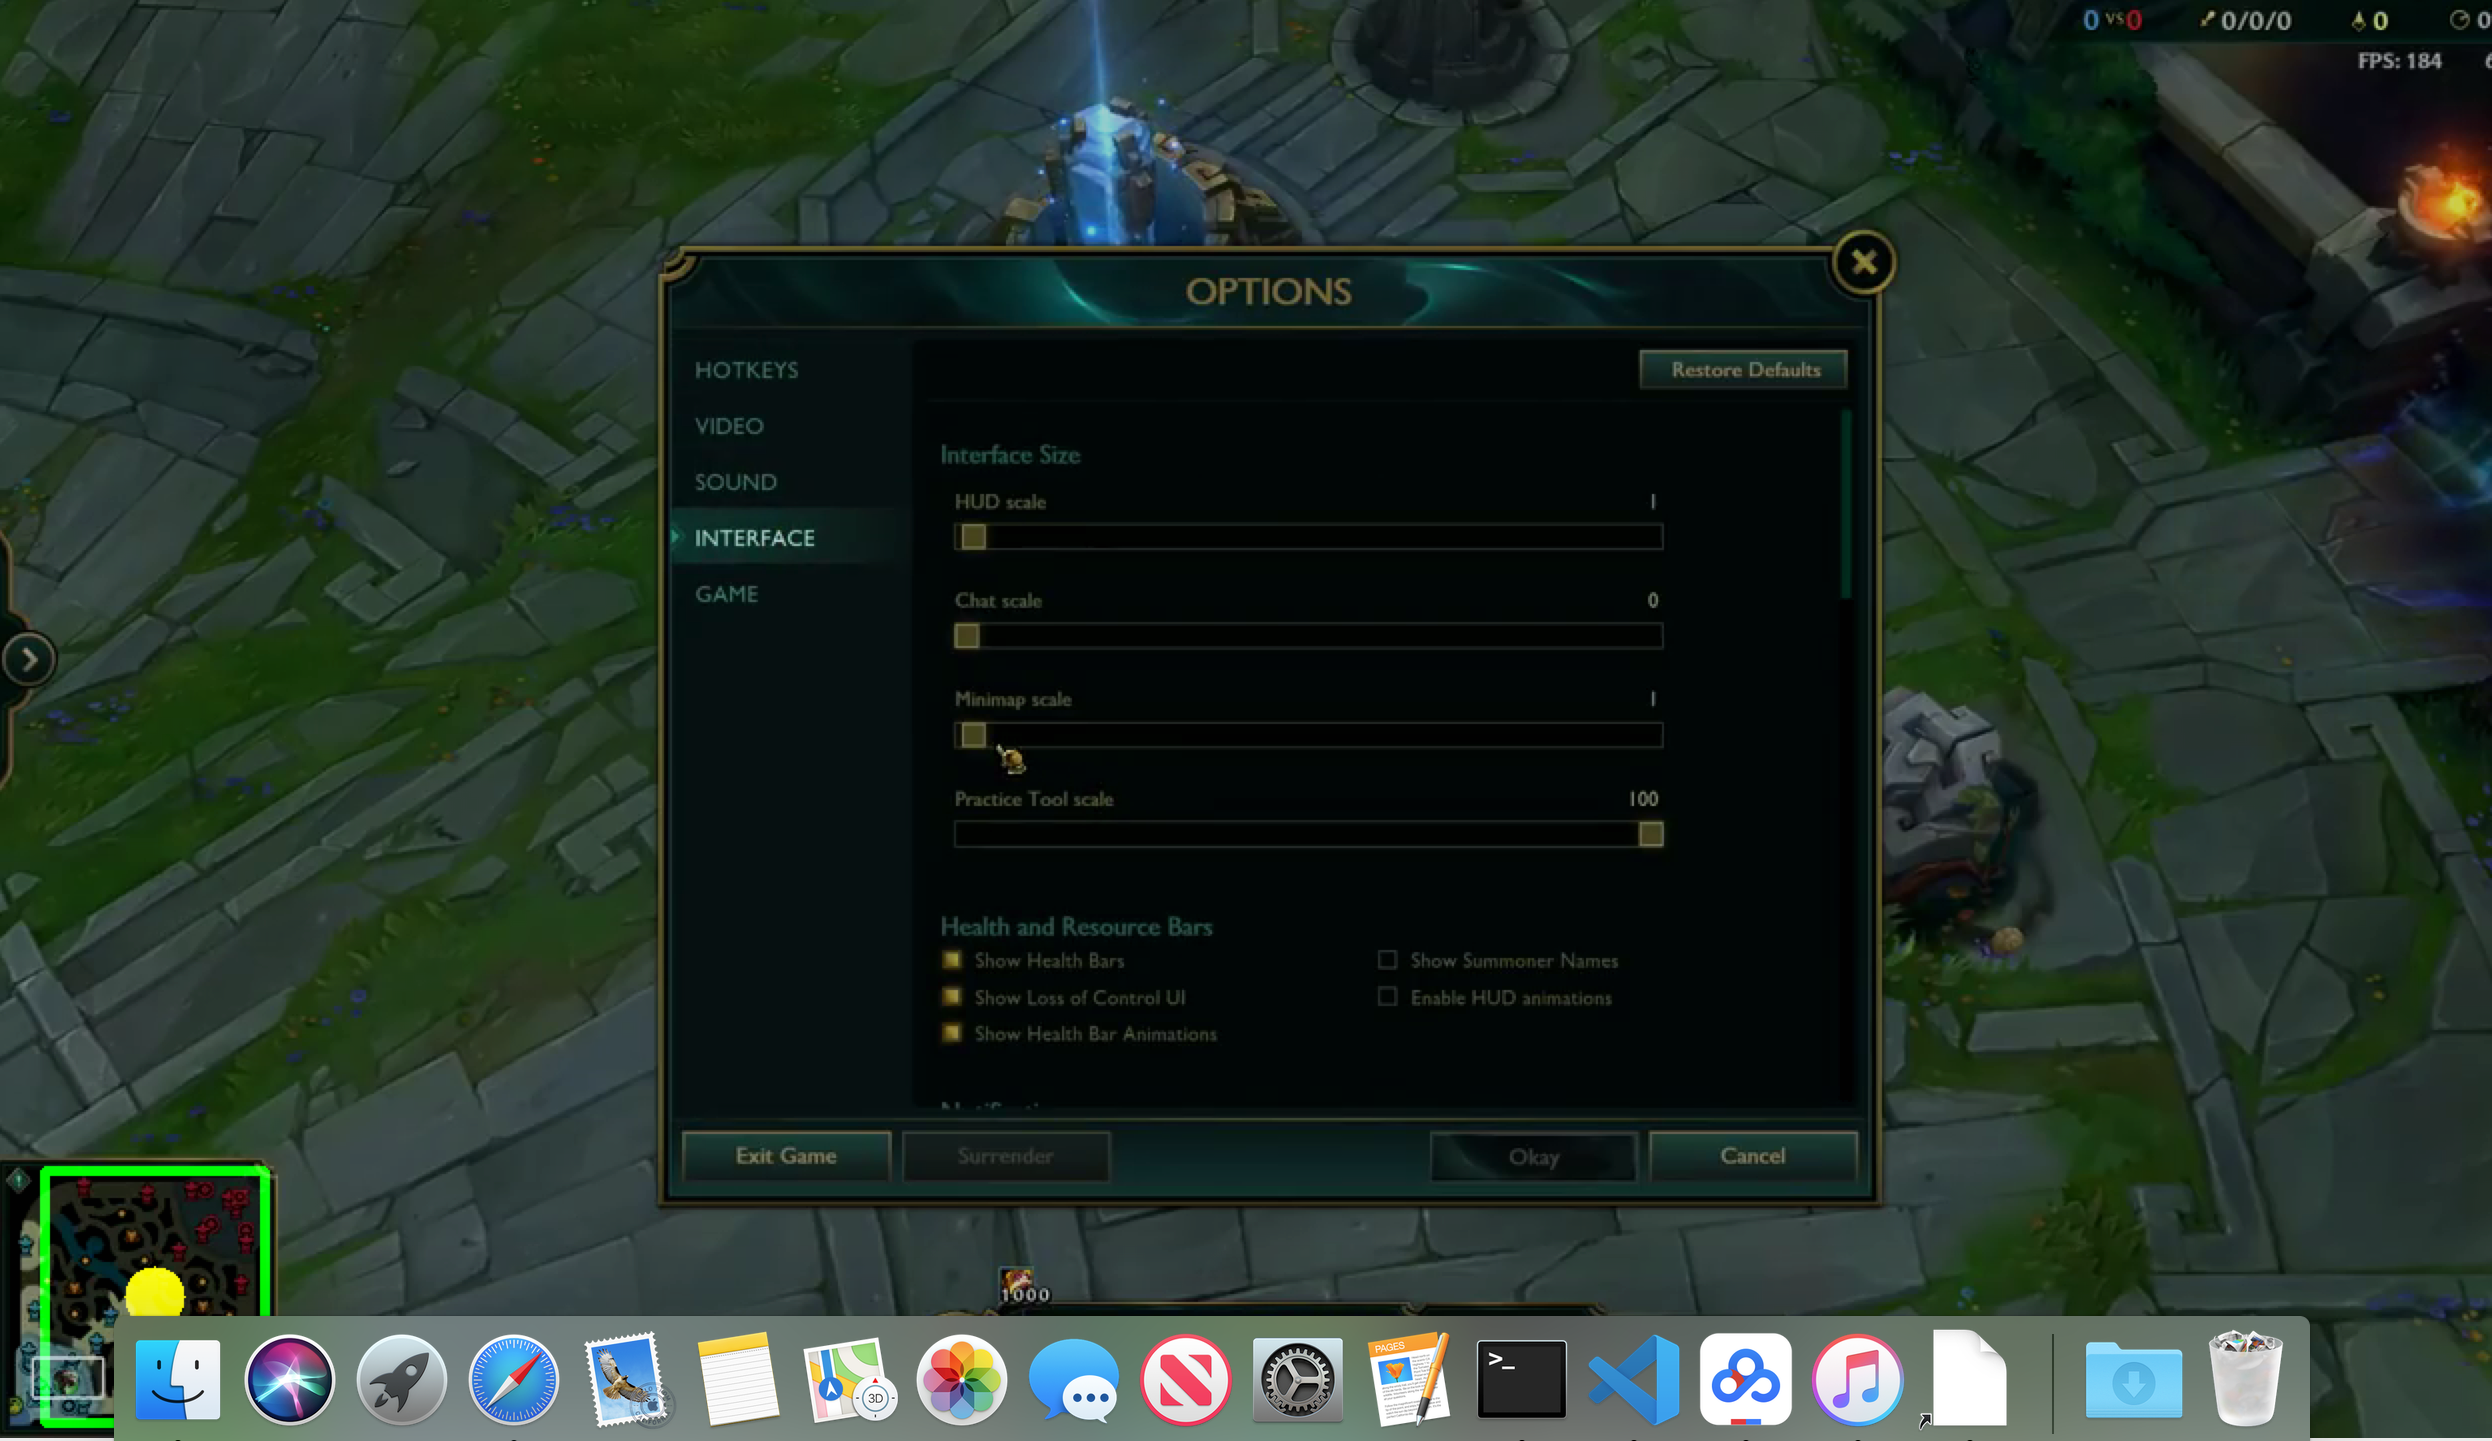 0 VS 0 0/0/0 0 0
FPS: 184 6
OPTIONS
HOTKEYS
VIDEO
SOUND
INTERFACE
GAME
Restore Defaults
Interface Size
HUD scale 1
Chat scale 0
Minimap scale 1
Practice Tool scale 100
Health and Resource Bars
Show Health Bars
Show Summoner Names
Show Loss of Control UI
Enable HUD animations
Show Health Bar Animations
Exit Game
Surrender
Okay
Cancel
1000
3D
PAGES
>_